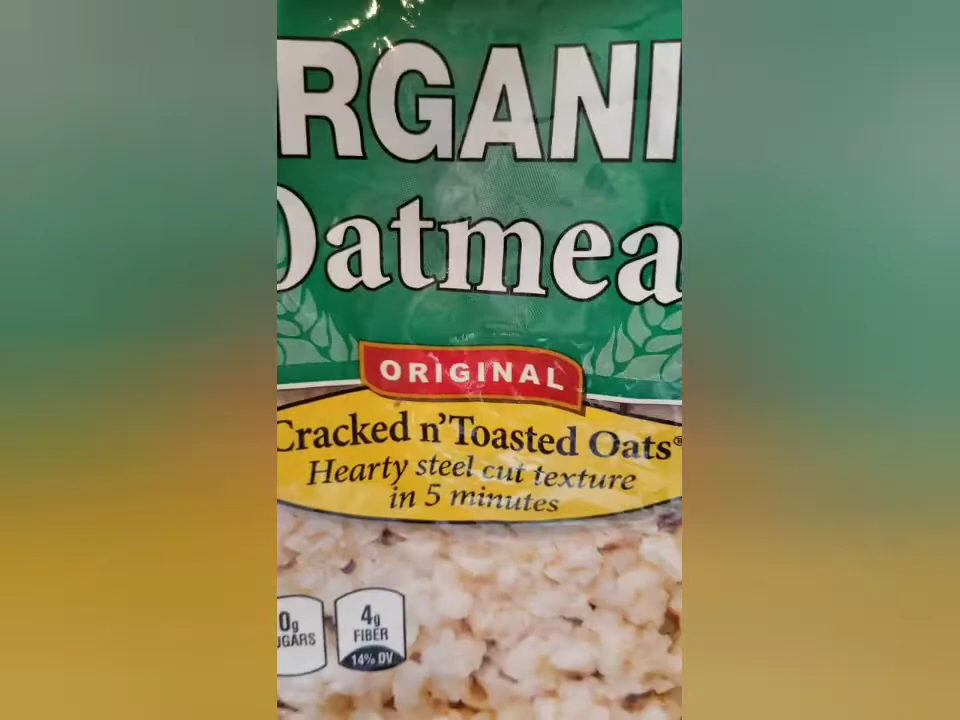 RGANI
Oatmea
ORIGINAL
Cracked n' Toasted Oats®
Hearty steel cut texture
in 5 minutes
0g
UGARS
4g
FIBER
14% DV